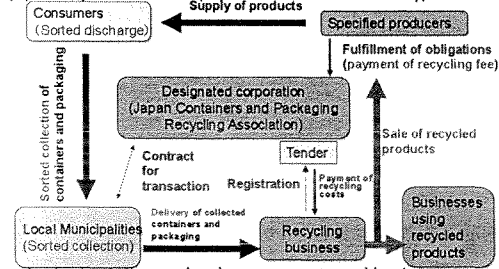 Consumers
(Sorted discharge)
Supply of products
Specified producers
Fulfillment of obligations
(payment of recycling fee)
Designated corporation
(Japan Containers and Packaging
Recycling Association)
Sorted collection of
containers and packaging
Sale of recycled
products
Tender
Contract
for
transaction
Registration
Payment of
recycling
costs
Local Municipalities
(Sorted collection)
Delivery of collected
containers and
packaging
Recycling
business
Businesses
using
recycled
products